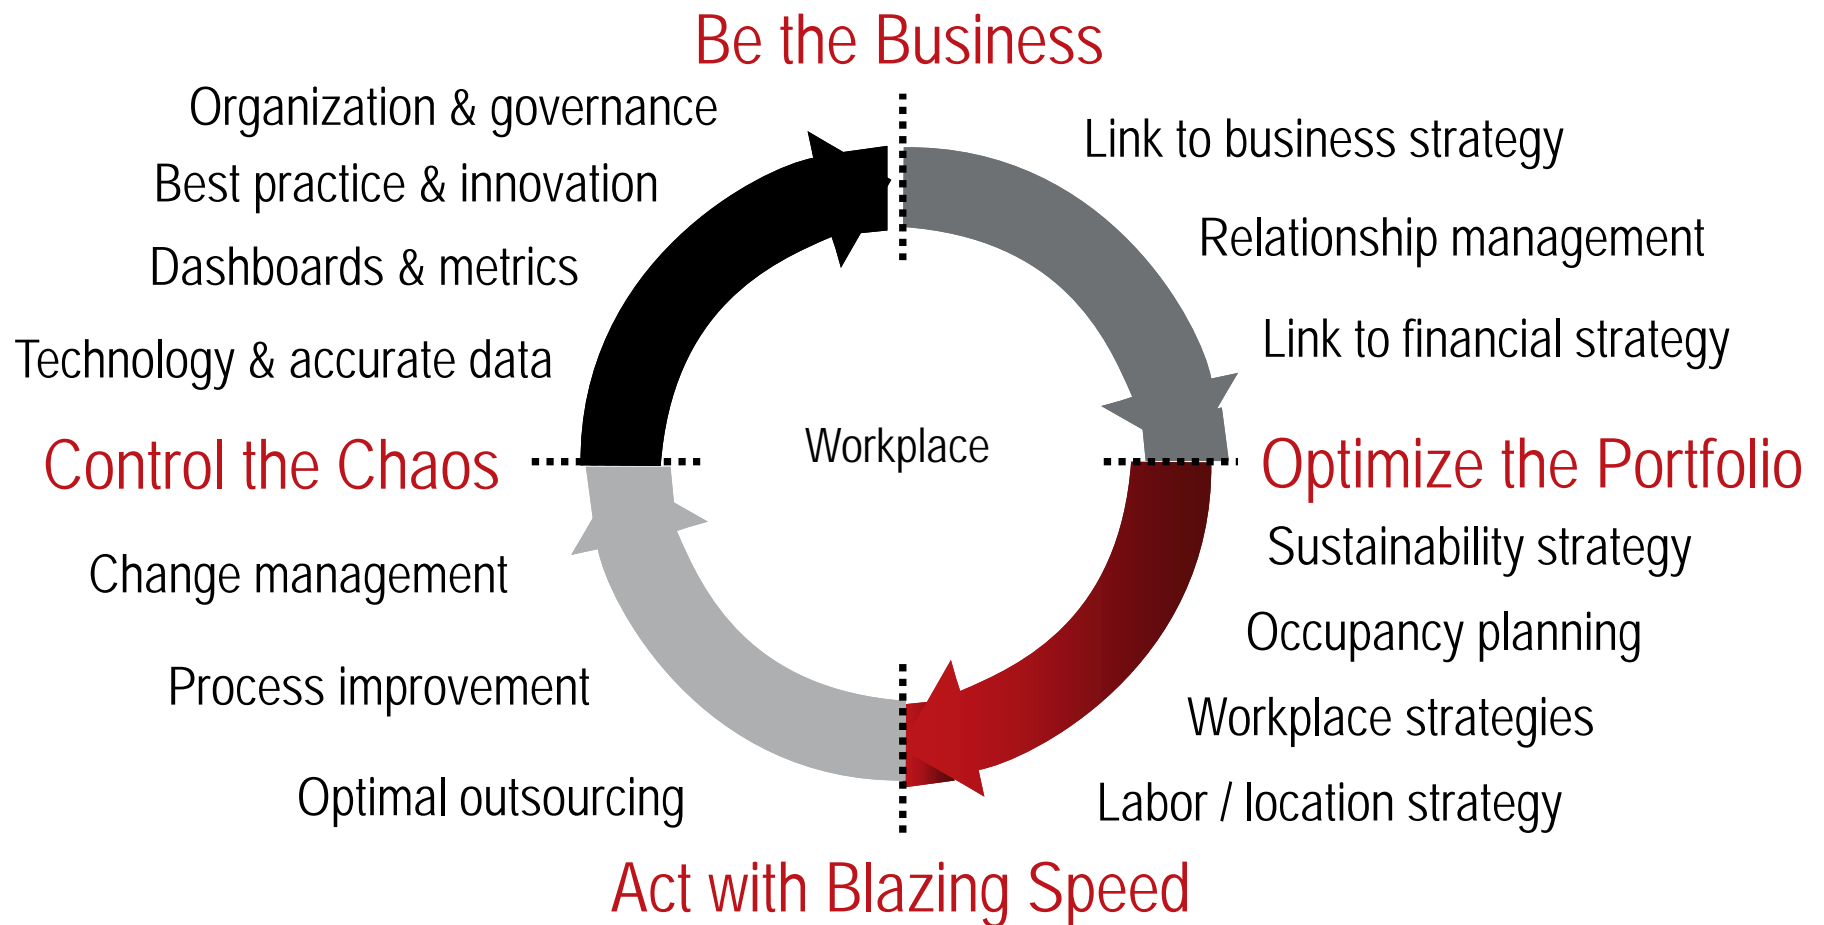 Be the Business
Organization & governance
Best practice & innovation
Dashboards & metrics
Technology & accurate data
Link to business strategy
Relationship management
Link to financial strategy
Control the Chaos
Workplace
Optimize the Portfolio
Change management
Process improvement
Optimal outsourcing
Sustainability strategy
Occupancy planning
Workplace strategies
Labor / location strategy
Act with Blazing Speed